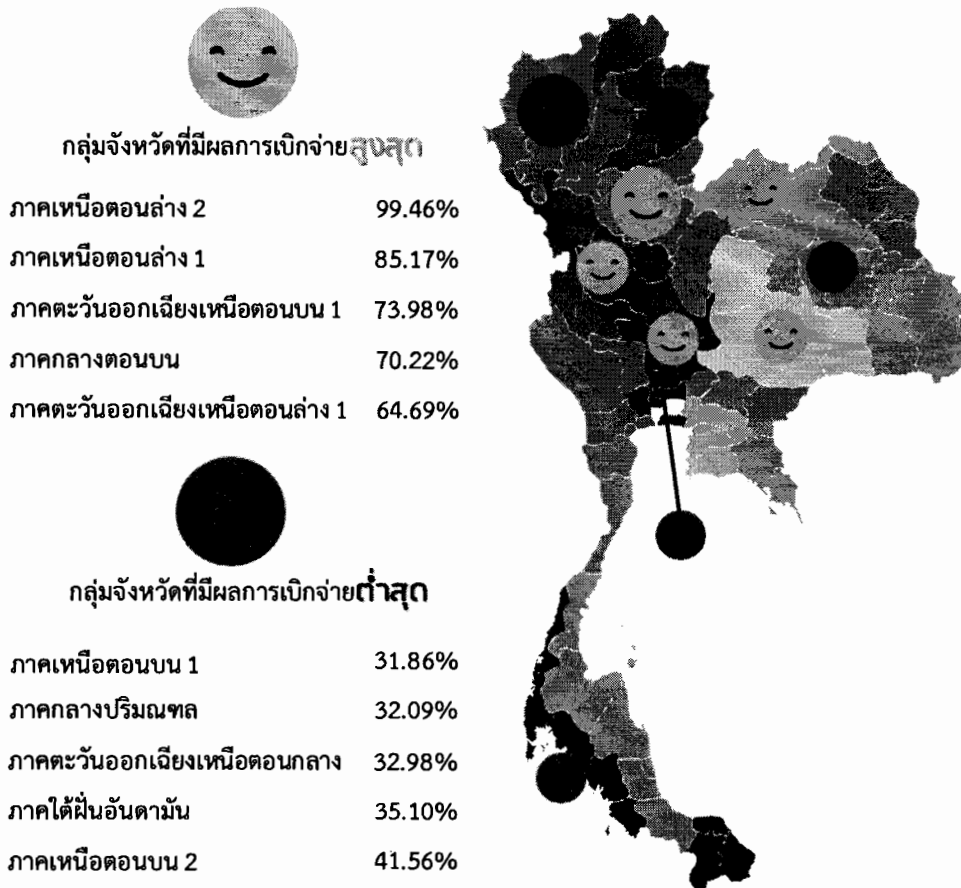 กลุ่มจังหวัดที่มีผลการเบิกจ่ายสูงสุด
ภาคเหนือตอนล่าง 2 99.46%
ภาคเหนือตอนล่าง 1 85.17%
ภาคตะวันออกเฉียงเหนือตอนบน 1 73.98%
ภาคกลางตอนบน 70.22%
ภาคตะวันออกเฉียงเหนือตอนล่าง 1 64.69%
กลุ่มจังหวัดที่มีผลการเบิกจ่ายต่ำสุด
ภาคเหนือตอนบน 1 31.86%
ภาคกลางปริมณฑล 32.09%
ภาคตะวันออกเฉียงเหนือตอนกลาง 32.98%
ภาคใต้ฝั่นอันดามัน 35.10%
ภาคเหนือตอนบน 2 41.56%